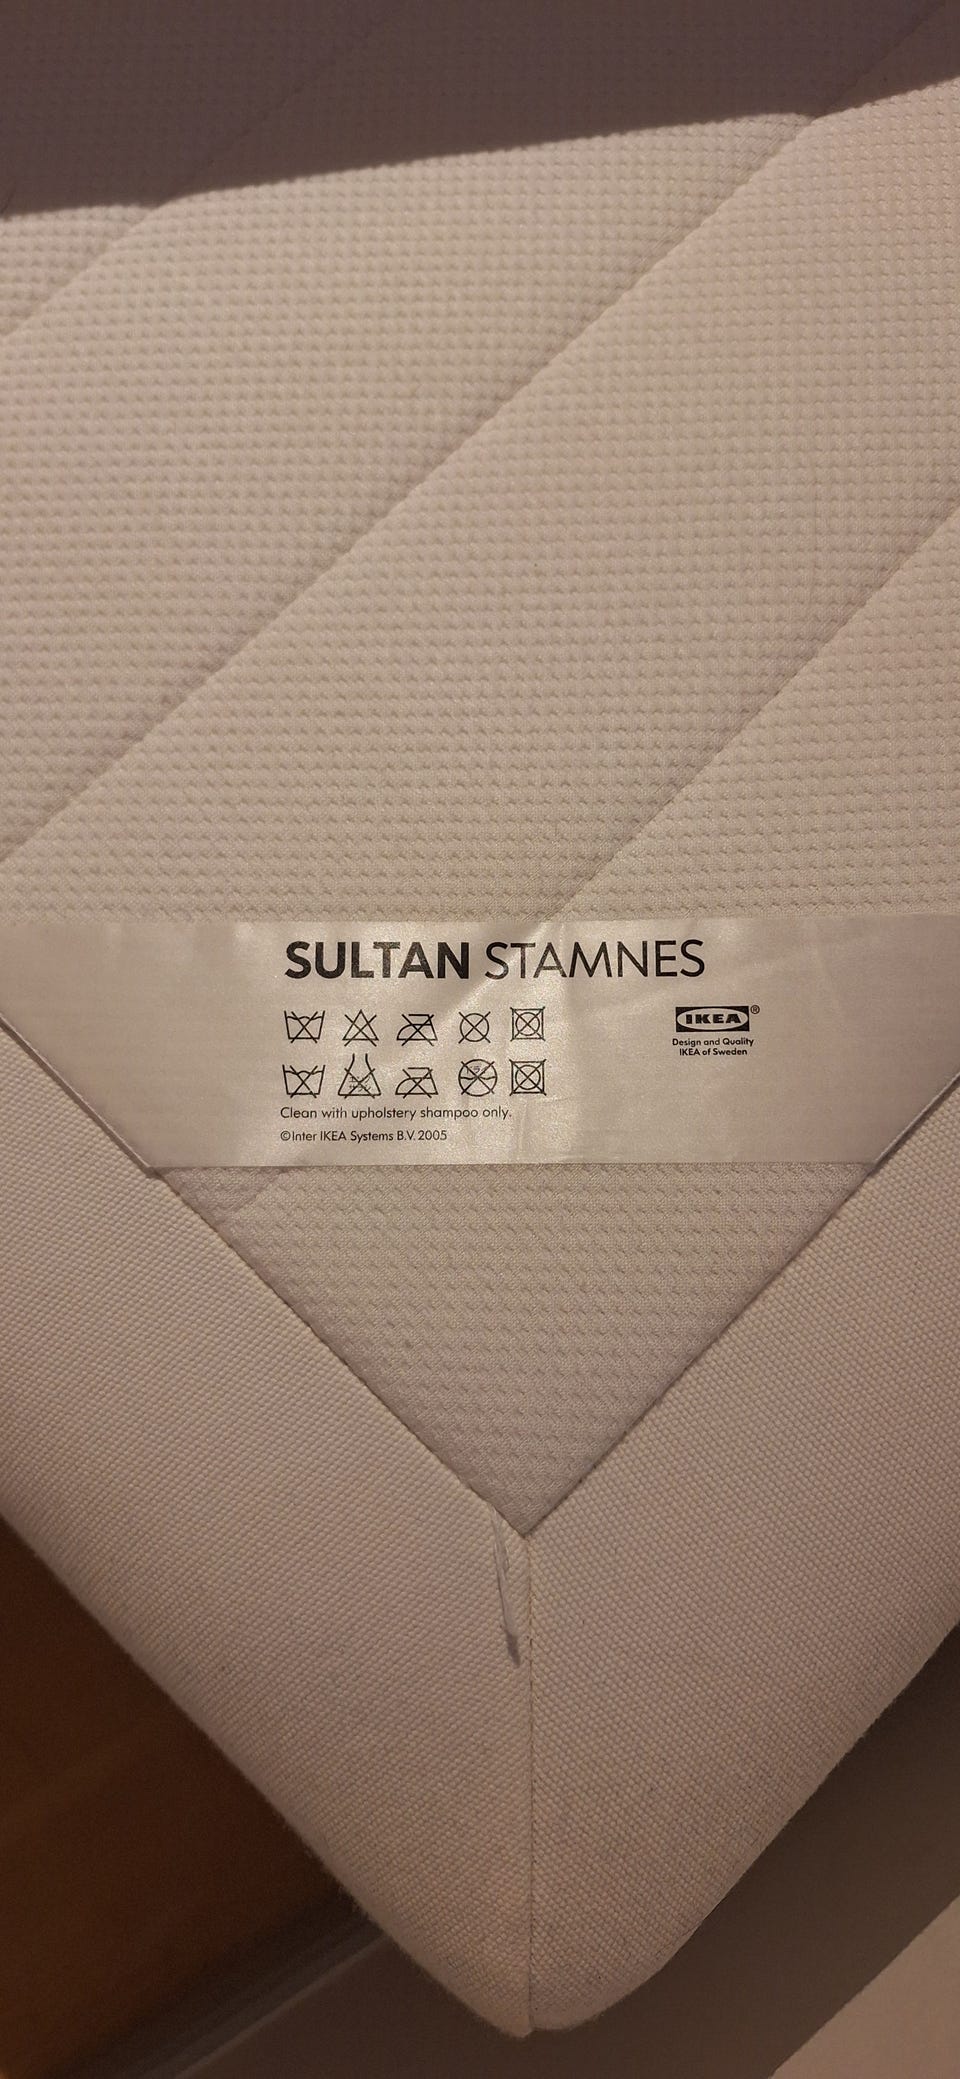 SULTAN STAMNES
IKEA®
Design and Quality
IKEA of Sweden
Clean with upholstery shampoo only.
©Inter IKEA Systems B.V. 2005